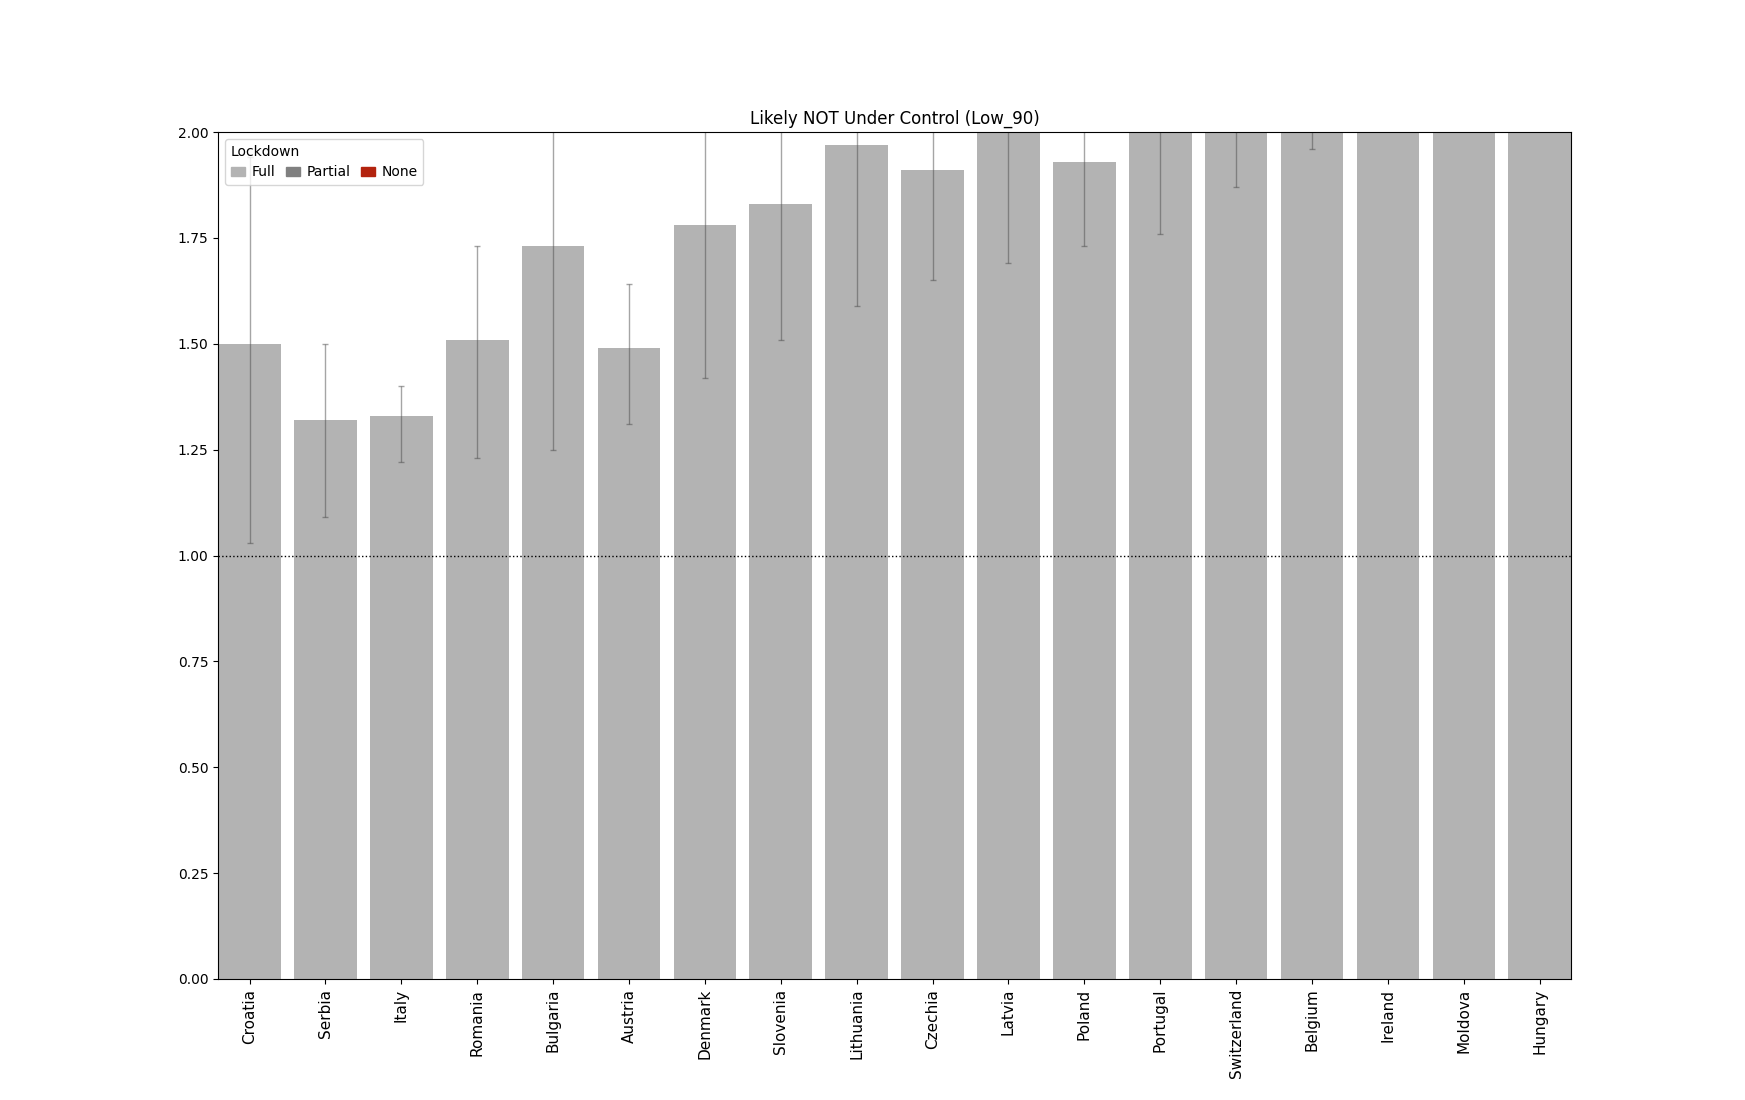 Likely NOT Under Control (Low_90)
Lockdown
Full Partial None
2.00
1.75
1.50
1.25
1.00
0.75
0.50
0.25
0.00
Croatia
Serbia
Italy
Romania
Bulgaria
Austria
Denmark
Slovenia
Lithuania
Czechia
Latvia
Poland
Portugal
Switzerland
Belgium
Ireland
Moldova
Hungary